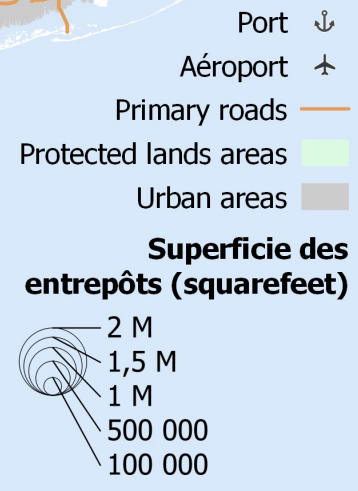 Port
Aéroport
Primary roads
Protected lands areas
Urban areas
Superficie des
entrepôts (squarefeet)
2 M
1,5 M
1 M
500 000
100 000